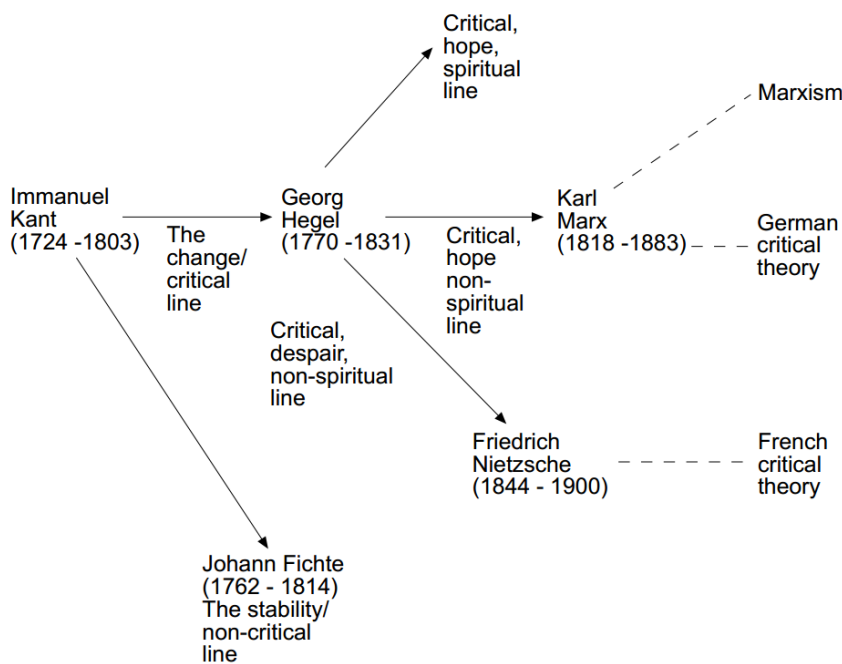 Critical,
hope,
spiritual
line
Marxism
Immanuel
Kant
(1724 -1803)
The
change/
critical
line
Georg
Hegel
(1770 -1831)
Critical,
hope
non-
spiritual
line
Karl
Marx
(1818 -1883)
German
critical
theory
Critical,
despair,
non-spiritual
line
Friedrich
Nietzsche
(1844 - 1900)
French
critical
theory
Johann Fichte
(1762 - 1814)
The stability/
non-critical
line